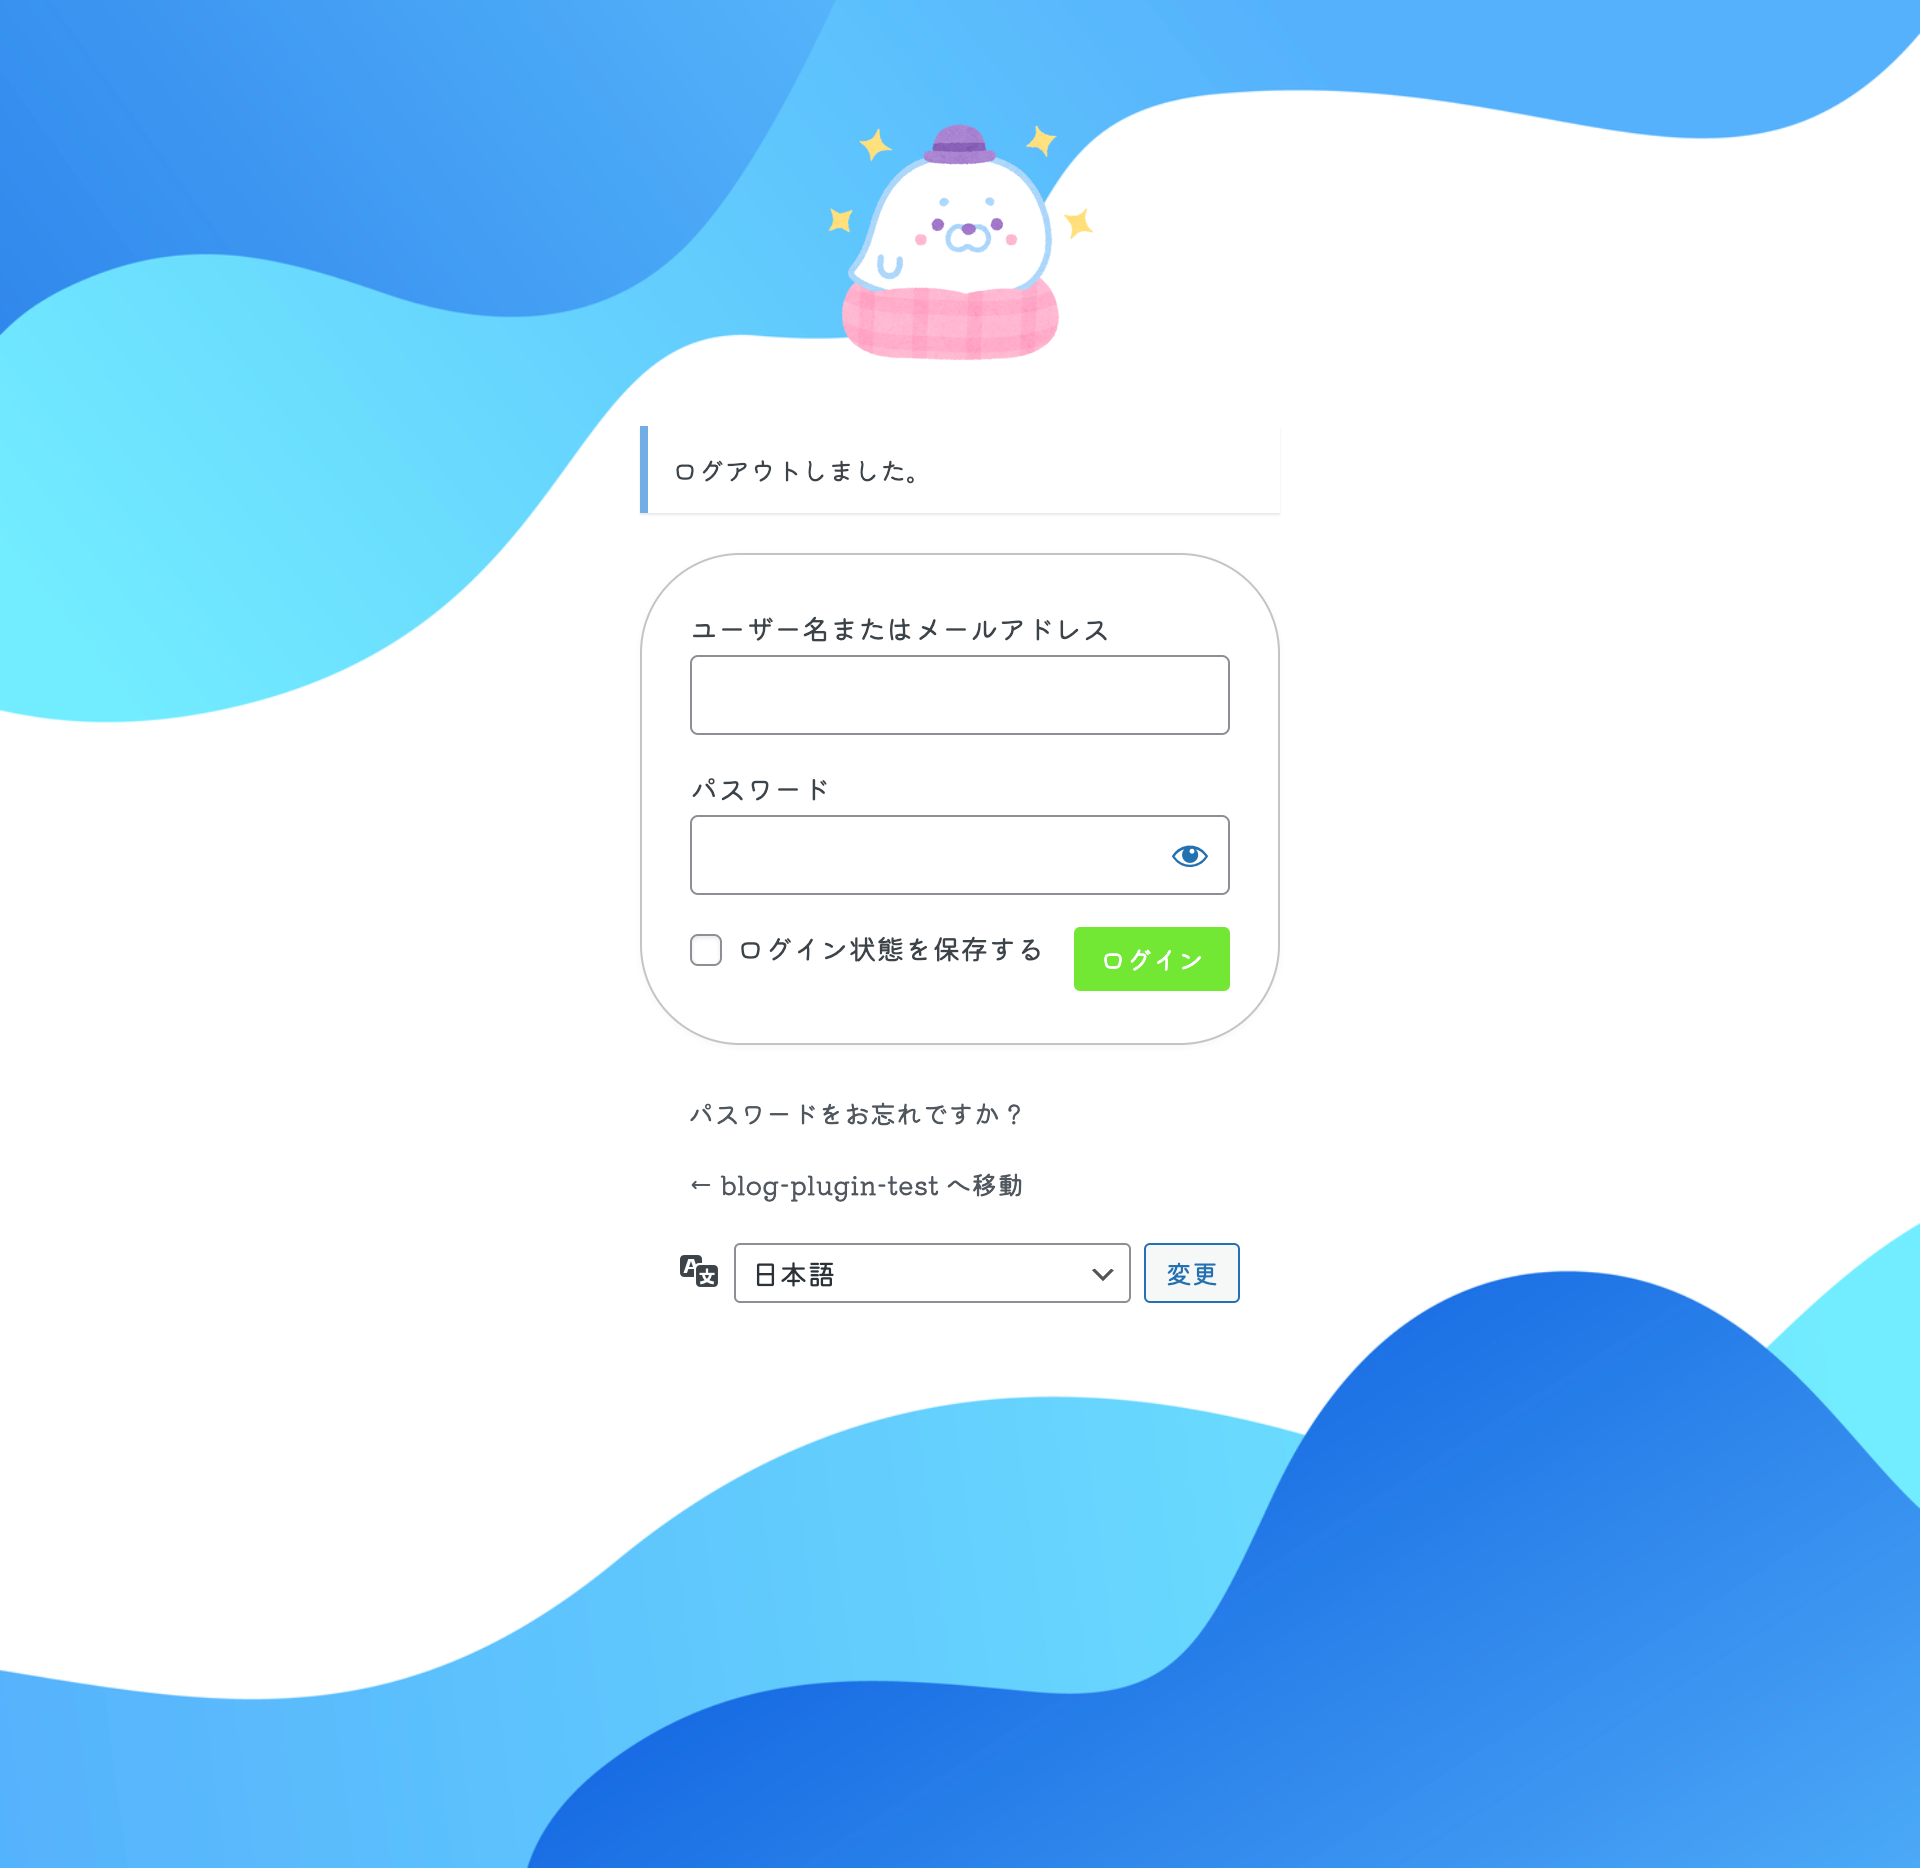 ログアウトしました。
ユーザー名またはメールアドレス
パスワード
ログイン状態を保存する
ログイン
パスワードをお忘れですか ?
← blog-plugin-test へ移動
A文
日本語
変更